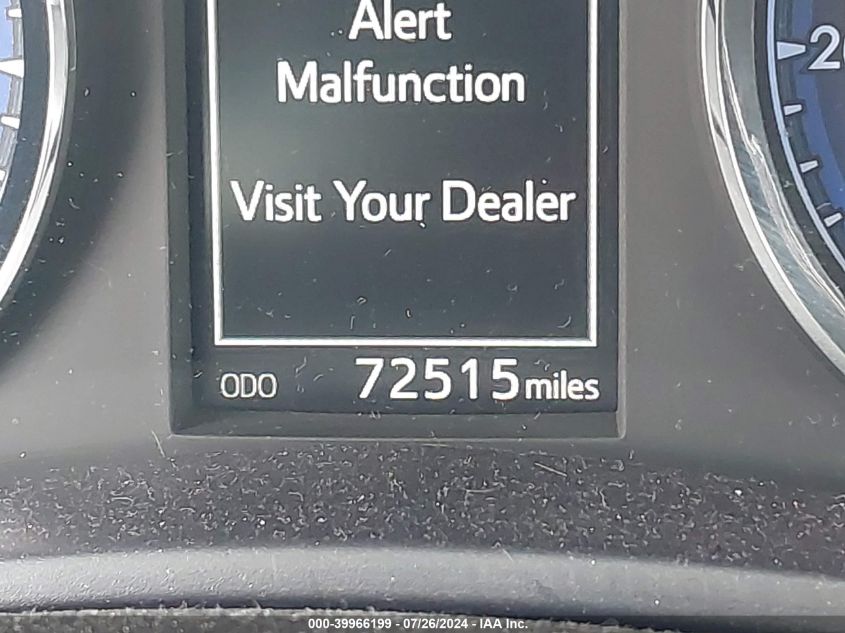 Alert
Malfunction
Visit Your Dealer
ODO 72515 miles
000-39966199 - 07/26/2024 - IAA Inc.